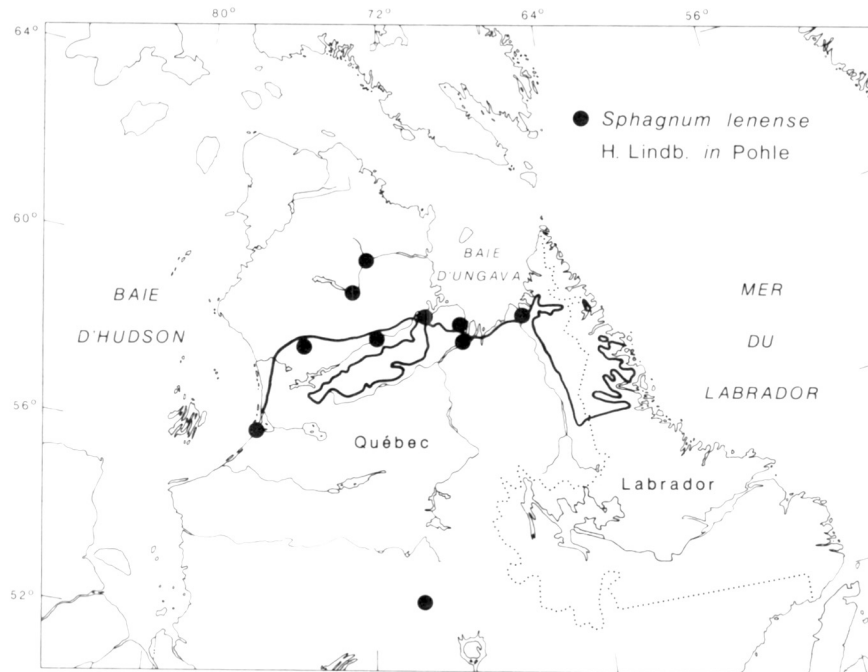 80° 72° 64° 56°
64°
60°
56°
52°
Sphagnum lenense
H. Lindb. in Pohle
BAIE
D'HUDSON
BAIE
D'UNGAVA
MER
DU
LABRADOR
Québec
Labrador